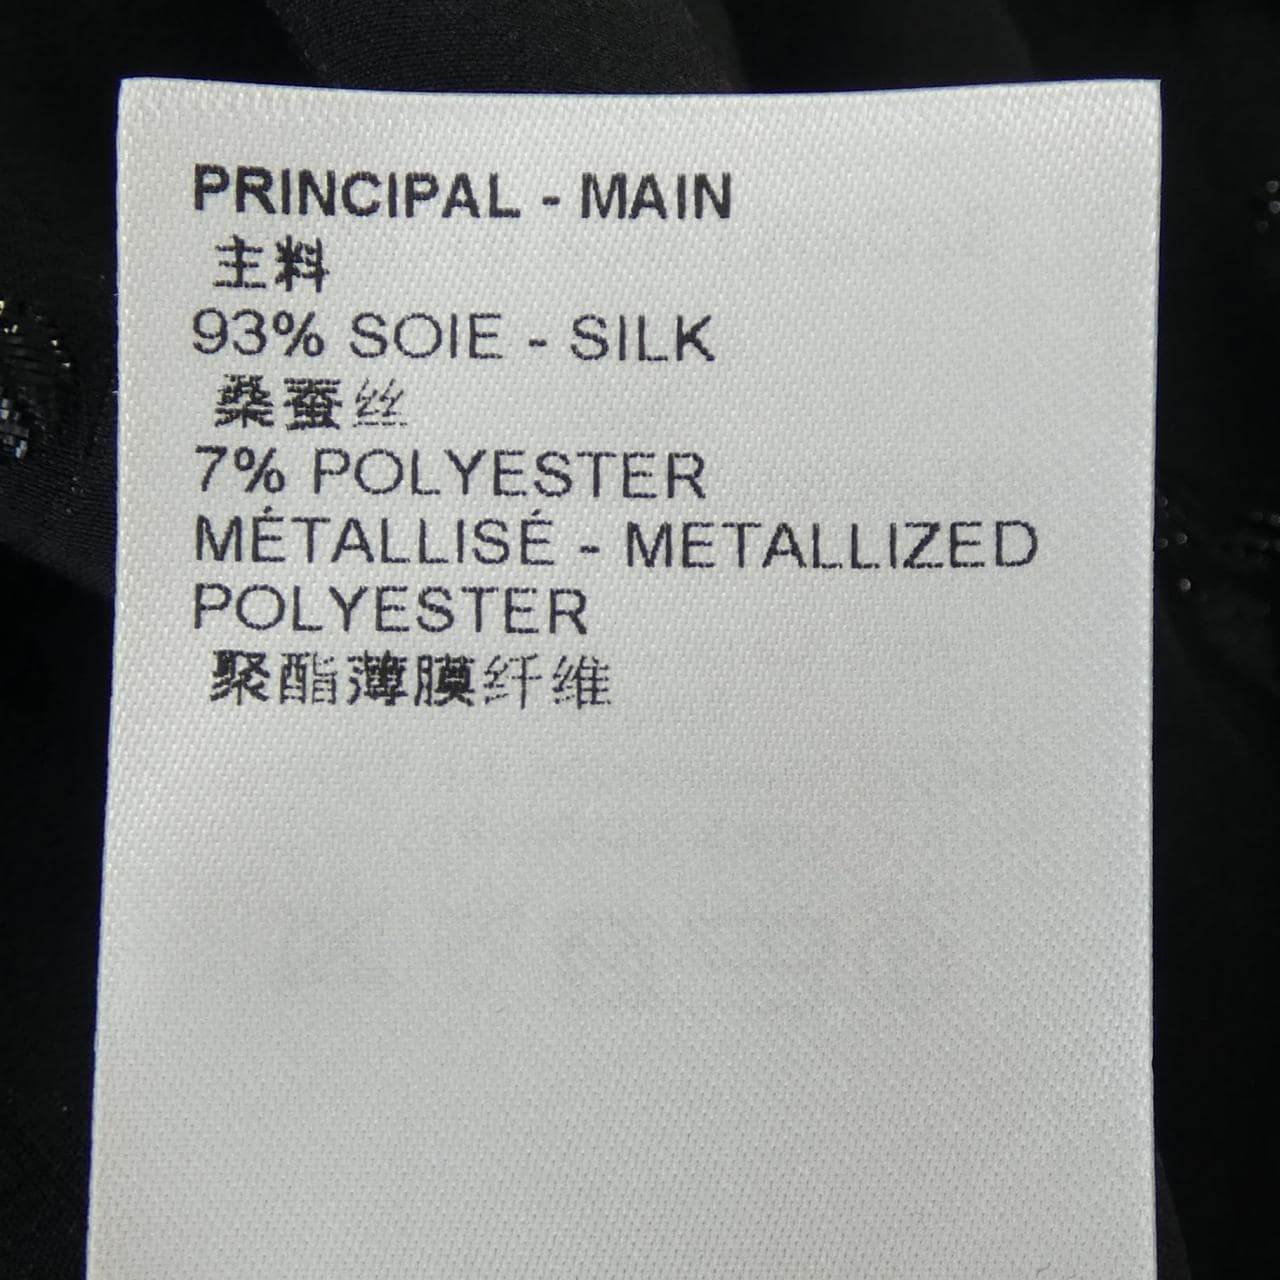 PRINCIPAL - MAIN
主料
93% SOIE - SILK
桑蚕丝
7% POLYESTER
MÉTALLISÉ - METALLIZED
POLYESTER
聚酯薄膜纤维